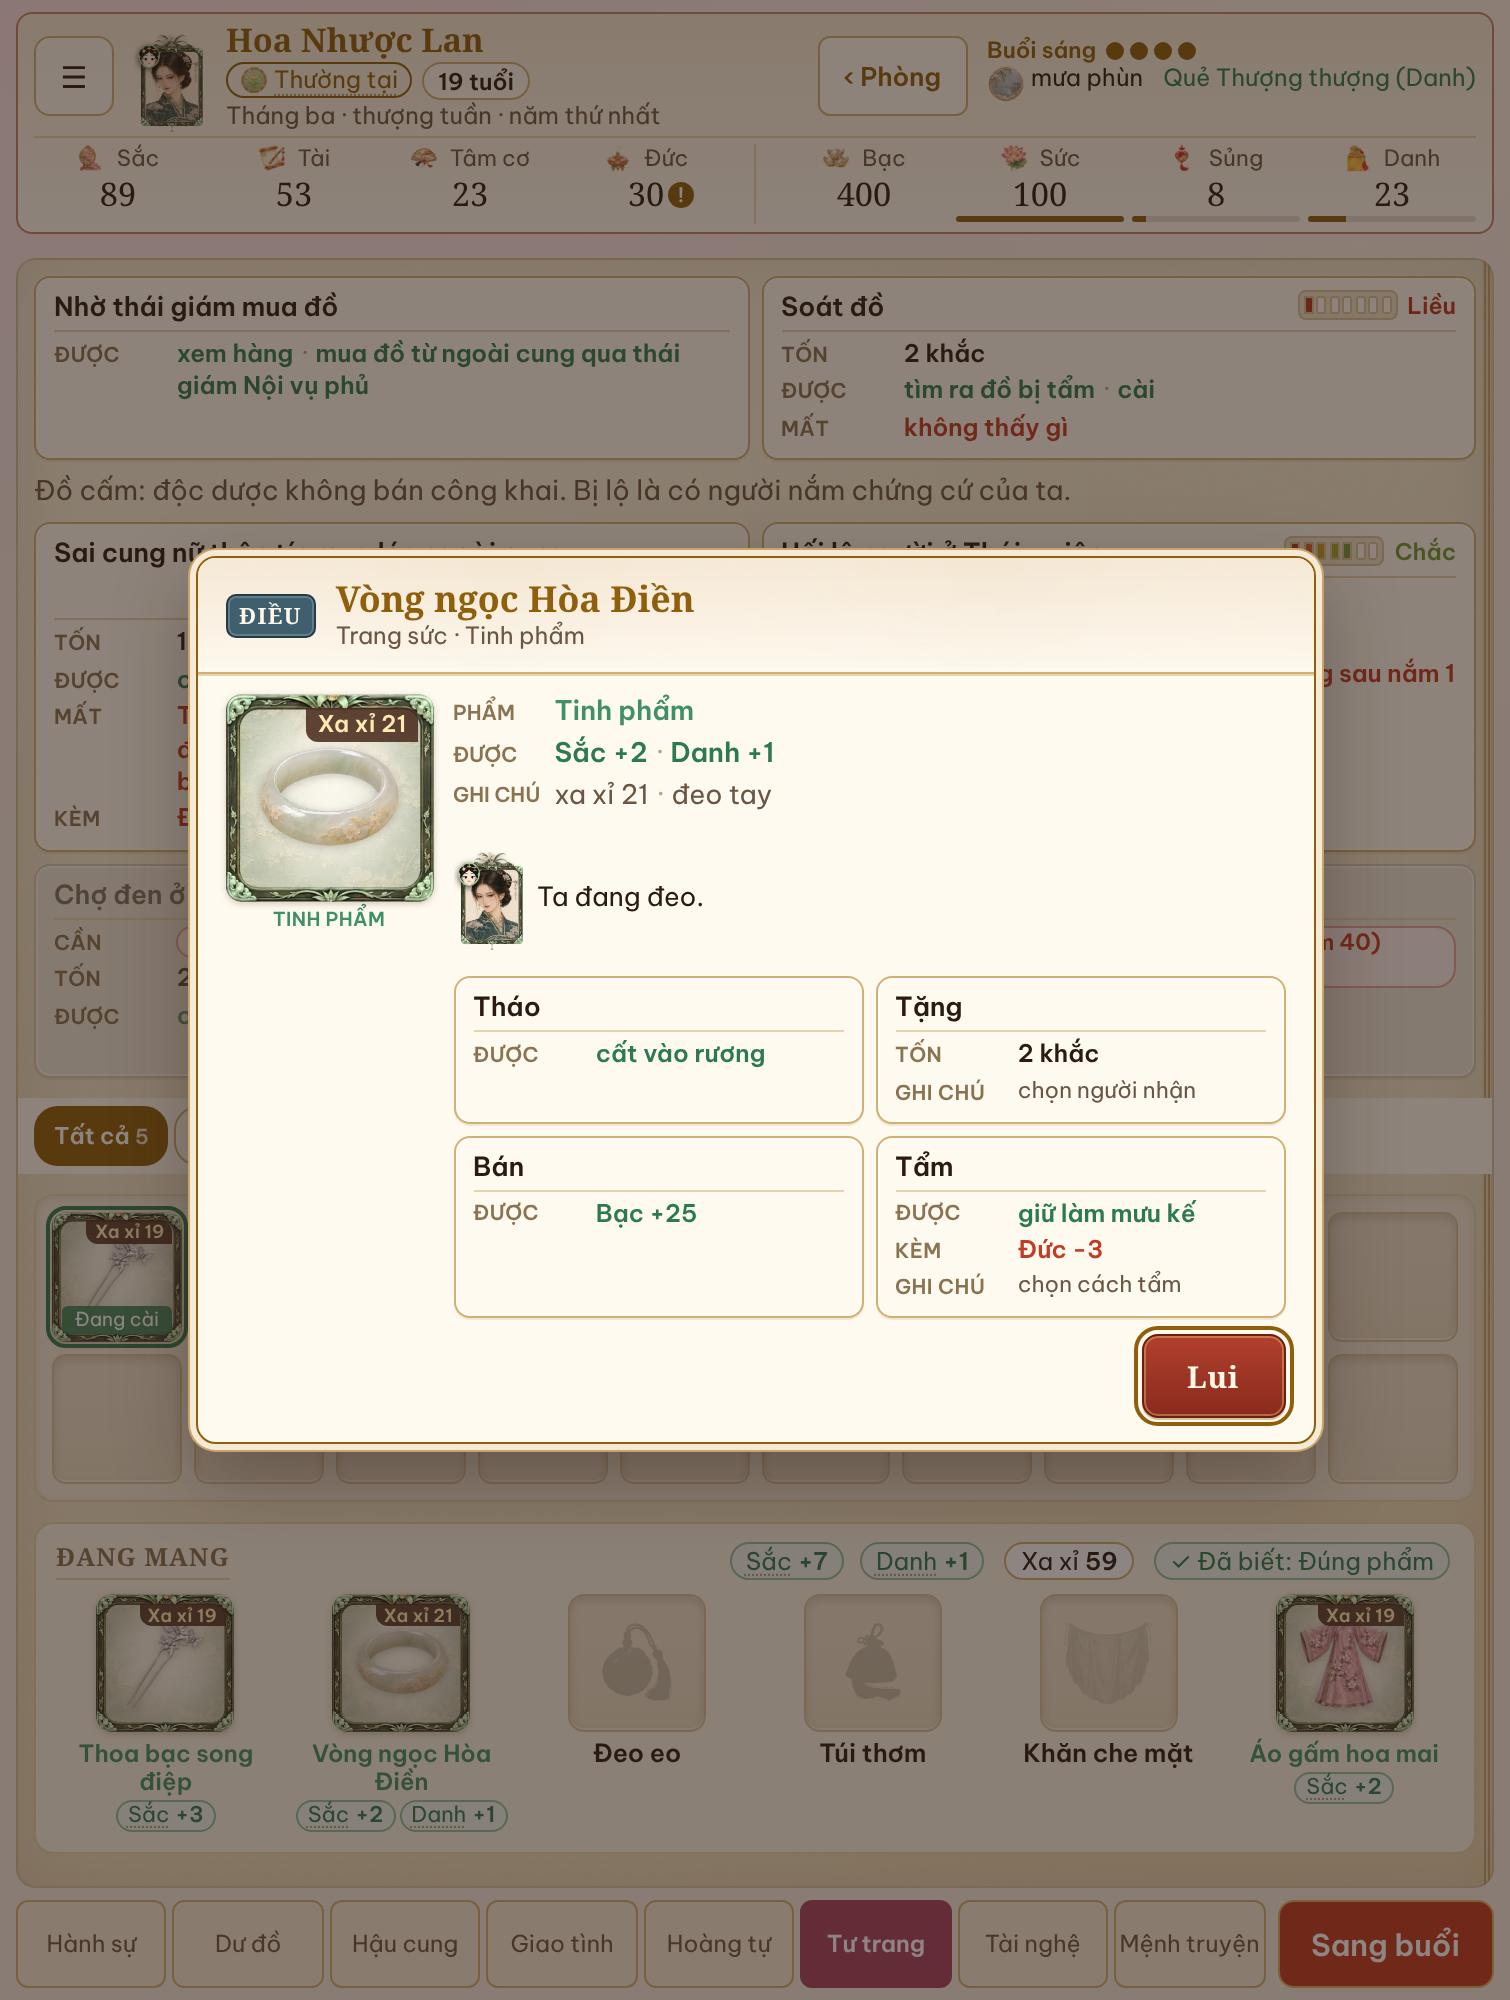 ☰
Hoa Nhược Lan
Thường tại
19 tuổi
Tháng ba · thượng tuần · năm thứ nhất
‹ Phòng
Buổi sáng
mưa phùn
Quẻ Thượng thượng (Danh)
Sắc
Tài
Tâm cơ
Đức
Bạc
Sức
Sủng
Danh
89
53
23
30 !
400
100
8
23
Nhờ thái giám mua đồ
ĐƯỢC xem hàng · mua đồ từ ngoài cung qua thái
giám Nội vụ phủ
Soát đồ
Liều
TỐN 2 khắc
ĐƯỢC tìm ra đồ bị tẩm · cài
MẤT không thấy gì
Đồ cấm: độc dược không bán công khai. Bị lộ là có người nắm chứng cứ của ta.
Sai cung nữ
Chắc
TỐN 1
ĐƯỢC
MẤT
KÈM
sau nắm 1
Chợ đen ở
CẦN
40)
TỐN 2
ĐƯỢC
ĐIỀU
Vòng ngọc Hòa Điền
Trang sức · Tinh phẩm
Xa xỉ 21
TINH PHẨM
PHẨM Tinh phẩm
ĐƯỢC Sắc +2 · Danh +1
GHI CHÚ xa xỉ 21 · đeo tay
Ta đang đeo.
Tháo
ĐƯỢC cất vào rương
Tặng
TỐN 2 khắc
GHI CHÚ chọn người nhận
Bán
ĐƯỢC Bạc +25
Tẩm
ĐƯỢC giữ làm mưu kế
KÈM Đức -3
GHI CHÚ chọn cách tẩm
Lui
Tất cả 5
Xa xỉ 19
Đang cài
ĐANG MANG
Sắc +7
Danh +1
Xa xỉ 59
✓ Đã biết: Đúng phẩm
Xa xỉ 19
Thoa bạc song
điệp
Sắc +3
Xa xỉ 21
Vòng ngọc Hòa
Điền
Sắc +2
Danh +1
Đeo eo
Túi thơm
Khăn che mặt
Xa xỉ 19
Áo gấm hoa mai
Sắc +2
Hành sự
Dư đồ
Hậu cung
Giao tình
Hoàng tự
Tư trang
Tài nghệ
Mệnh truyện
Sang buổi